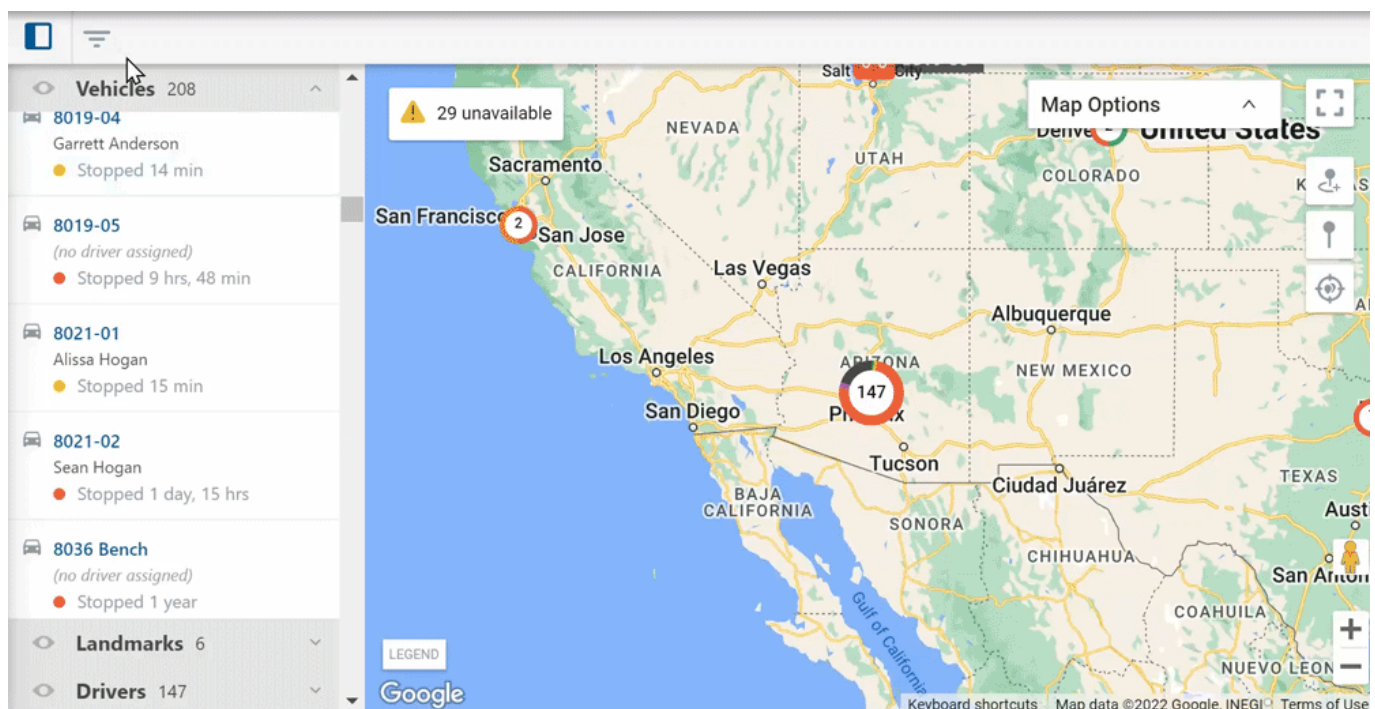 Vehicles 208
8019-04
Garrett Anderson
Stopped 14 min
8019-05
(no driver assigned)
Stopped 9 hrs, 48 min
8021-01
Alissa Hogan
Stopped 15 min
8021-02
Sean Hogan
Stopped 1 day, 15 hrs
8036 Bench
(no driver assigned)
Stopped 1 year
Landmarks 6
Drivers 147
29 unavailable
Map Options
Salt
City
NEVADA
United States
Sacramento
UTAH
COLORADO
San Francisco
2
San Jose
CALIFORNIA
Las Vegas
Albuquerque
Los Angeles
ARIZONA
NEW MEXICO
147
San Diego
Tucson
Ciudad Juárez
TEXAS
BAJA
CALIFORNIA
SONORA
CHIHUAHUA
COAHUILA
Gulf of California
NUEVO LEON
LEGEND
Google
Keyboard shortcuts
Map data ©2022 Google, INEGI
Terms of Use